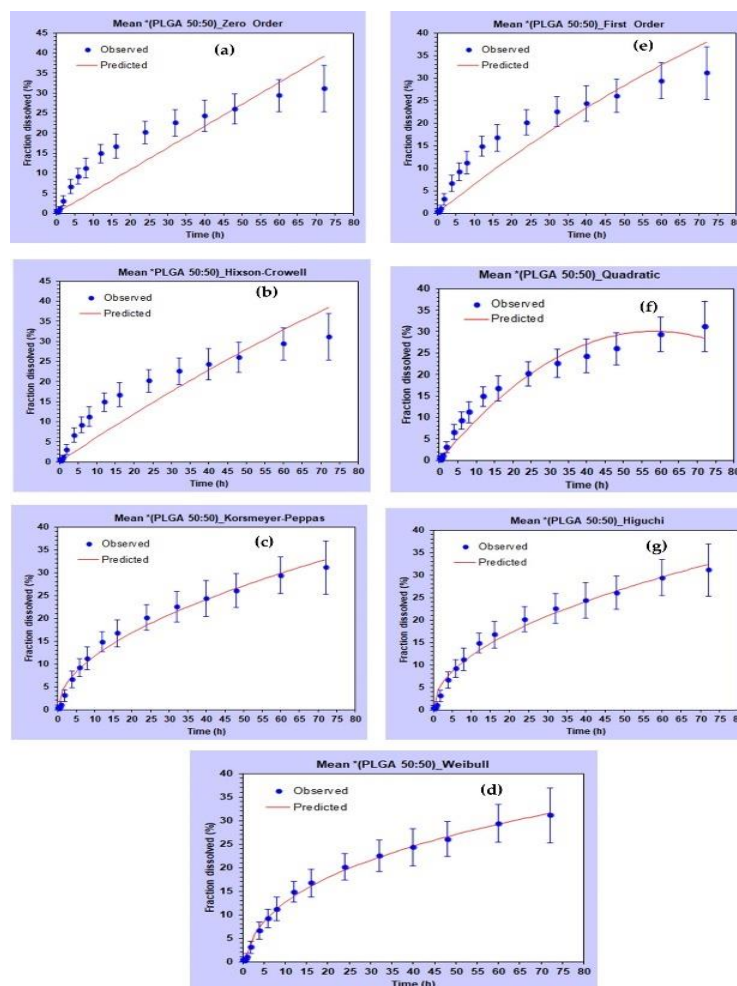 Mean *(PLGA 50:50)_Zero Order
(a)
Observed
Predicted
Fraction dissolved (%)
45
40
35
30
25
20
15
10
5
0
0 5 10 15 20 25 30 35 40 45 50 55 60 65 70 75 80
Time (h)
Mean *(PLGA 50:50)_First Order
(e)
Observed
Predicted
Fraction dissolved (%)
40
35
30
25
20
15
10
5
0
0 5 10 15 20 25 30 35 40 45 50 55 60 65 70 75 80
Time (h)
Mean *PLGA 50:50)_Hixson-Crowell
(b)
Observed
Predicted
Fraction dissolved (%)
45
40
35
30
25
20
15
10
5
0
0 5 10 15 20 25 30 35 40 45 50 55 60 65 70 75 80
Time (h)
Mean *(PLGA 50:50)_Quadratic
(f)
Observed
Predicted
Fraction dissolved (%)
40
35
30
25
20
15
10
5
0
0 5 10 15 20 25 30 35 40 45 50 55 60 65 70 75 80
Time (h)
Mean *(PLGA 50:50)_Korsmeyer-Peppas
(c)
Observed
Predicted
Fraction dissolved (%)
40
35
30
25
20
15
10
5
0
0 5 10 15 20 25 30 35 40 45 50 55 60 65 70 75 80
Time (h)
Mean *(PLGA 50:50)_Higuchi
(g)
Observed
Predicted
Fraction dissolved (%)
40
35
30
25
20
15
10
5
0
0 5 10 15 20 25 30 35 40 45 50 55 60 65 70 75 80
Time (h)
Mean *(PLGA 50:50)_Weibull
(d)
Observed
Predicted
Fraction dissolved (%)
40
35
30
25
20
15
10
5
0
0 5 10 15 20 25 30 35 40 45 50 55 60 65 70 75 80
Time (h)